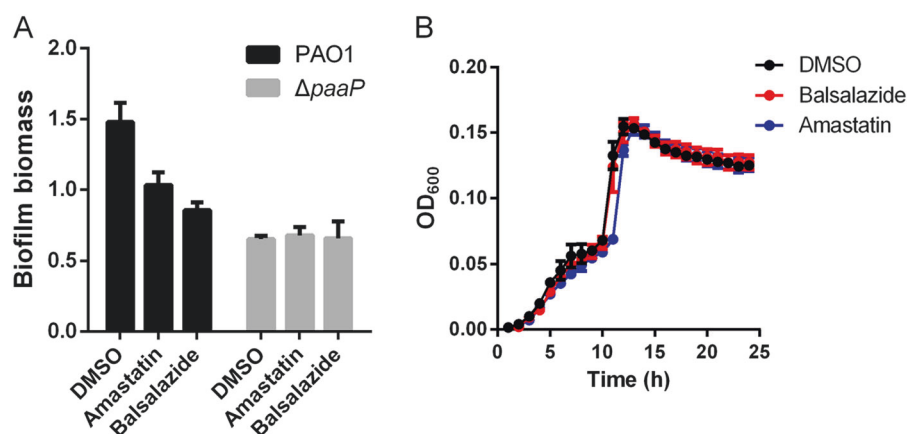 A
Biofilm biomass
2.0
1.5
1.0
0.5
0.0
PAO1
ΔpaaP
DMSO
Amastatin
Balsalazide
DMSO
Amastatin
Balsalazide
B
OD600
0.20
0.15
0.10
0.05
0.00
0 5 10 15 20 25
Time (h)
DMSO
Balsalazide
Amastatin